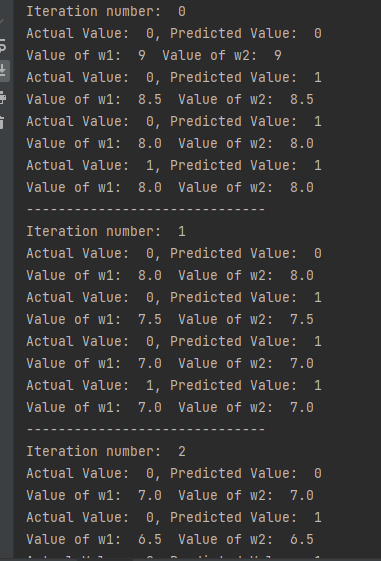 Iteration number:  0
Actual Value:  0, Predicted Value:  0
Value of w1:  9  Value of w2:  9
Actual Value:  0, Predicted Value:  1
Value of w1:  8.5  Value of w2:  8.5
Actual Value:  0, Predicted Value:  1
Value of w1:  8.0  Value of w2:  8.0
Actual Value:  1, Predicted Value:  1
Value of w1:  8.0  Value of w2:  8.0
------------------------------
Iteration number:  1
Actual Value:  0, Predicted Value:  0
Value of w1:  8.0  Value of w2:  8.0
Actual Value:  0, Predicted Value:  1
Value of w1:  7.5  Value of w2:  7.5
Actual Value:  0, Predicted Value:  1
Value of w1:  7.0  Value of w2:  7.0
Actual Value:  1, Predicted Value:  1
Value of w1:  7.0  Value of w2:  7.0
------------------------------
Iteration number:  2
Actual Value:  0, Predicted Value:  0
Value of w1:  7.0  Value of w2:  7.0
Actual Value:  0, Predicted Value:  1
Value of w1:  6.5  Value of w2:  6.5